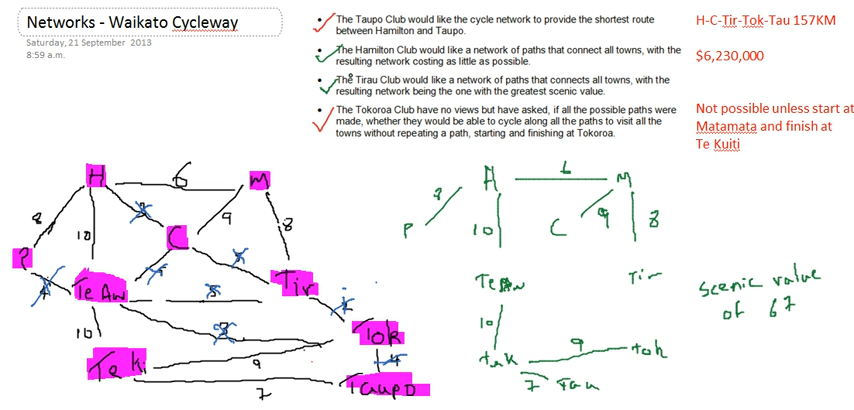 Networks - Waikato Cycleway
Saturday, 21 September 2013
8:59 a.m.
The Taupo Club would like the cycle network to provide the shortest route
between Hamilton and Taupo.
The Hamilton Club would like a network of paths that connect all towns, with the
resulting network costing as little as possible.
The Tirau Club would like a network of paths that connects all towns, with the
resulting network being the one with the greatest scenic value.
The Tokoroa Club have no views but have asked, if all the possible paths were
made, whether they would be able to cycle along all the paths to visit all the
towns without repeating a path, starting and finishing at Tokoroa.
H-C-Tir-Tok-Tau 157KM
$6,230,000
Not possible unless start at
Matamata and finish at
Te Kuiti
H 6 M
8 10 9 8
C
P
Te Aw Tir
10
Tok
Te Ki 9
7 Taupo
H 6 M
8 10 C 9 8
P
Te Aw Tir
10
tek 9 tok
7 Tau
scenic value
of 67